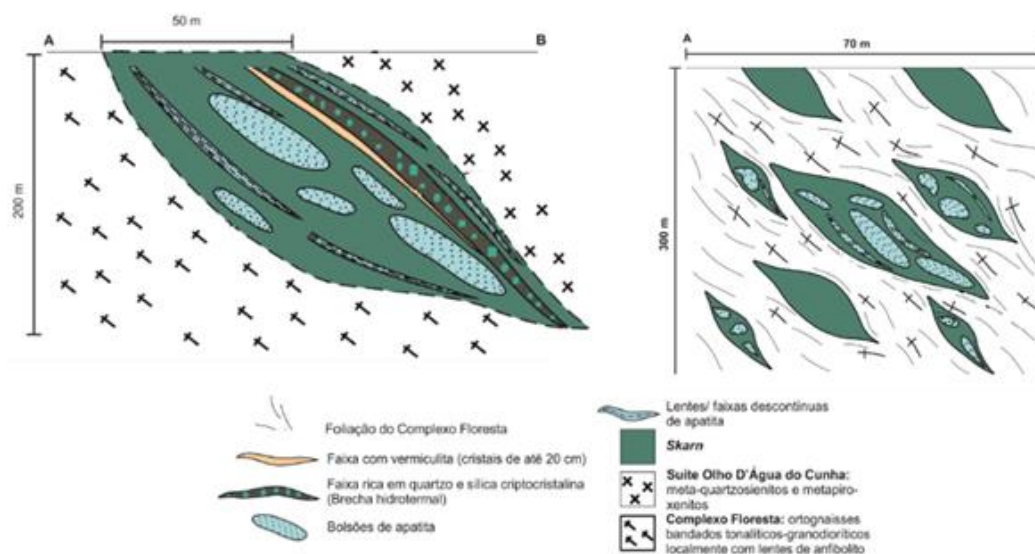 50 m
A
B
200 m
A
70 m
300 m
Foliação do Complexo Floresta
Faixa com vermiculita (cristais de até 20 cm)
Faixa rica em quartzo e sílica criptocristalina
(Brecha hidrotermal)
Bolsões de apatita
Lentes/ faixas descontínuas
de apatita
Skarn
Suite Olho D'Água do Cunha:
meta-quartzosienitos e metapiro-
xenitos
Complexo Floresta: ortognaisses
bandados tonalíticos-granodioríticos
localmente com lentes de anfibolito